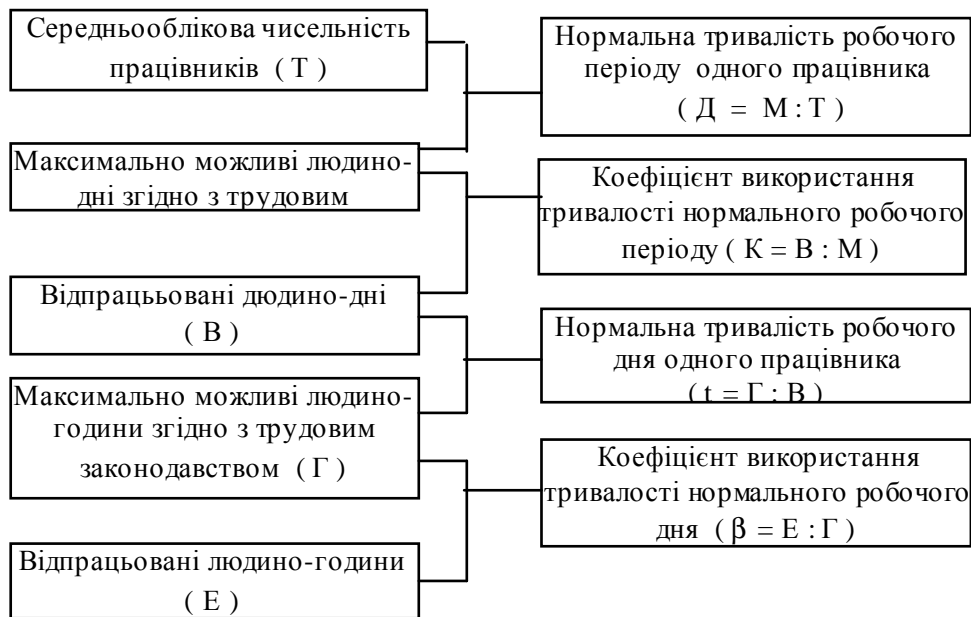 Середньооблікова чисельність
працівників ( Т )
Максимально можливі людино-
дні згідно з трудовим
Відпрацььовані дюдино-дні
( В )
Максимально можливі людино-
години згідно з трудовим
законодавством ( Г )
Відпрацьовані людино-години
( Е )
Нормальна тривалість робочого
періоду одного працівника
( Д = М : Т )
Коефіцієнт використання
тривалості нормального робочого
періоду ( К = В : М )
Нормальна тривалість робочого
дня одного працівника
( t = Г : В )
Коефіцієнт використання
тривалості нормального робочого
дня ( β = Е : Г )